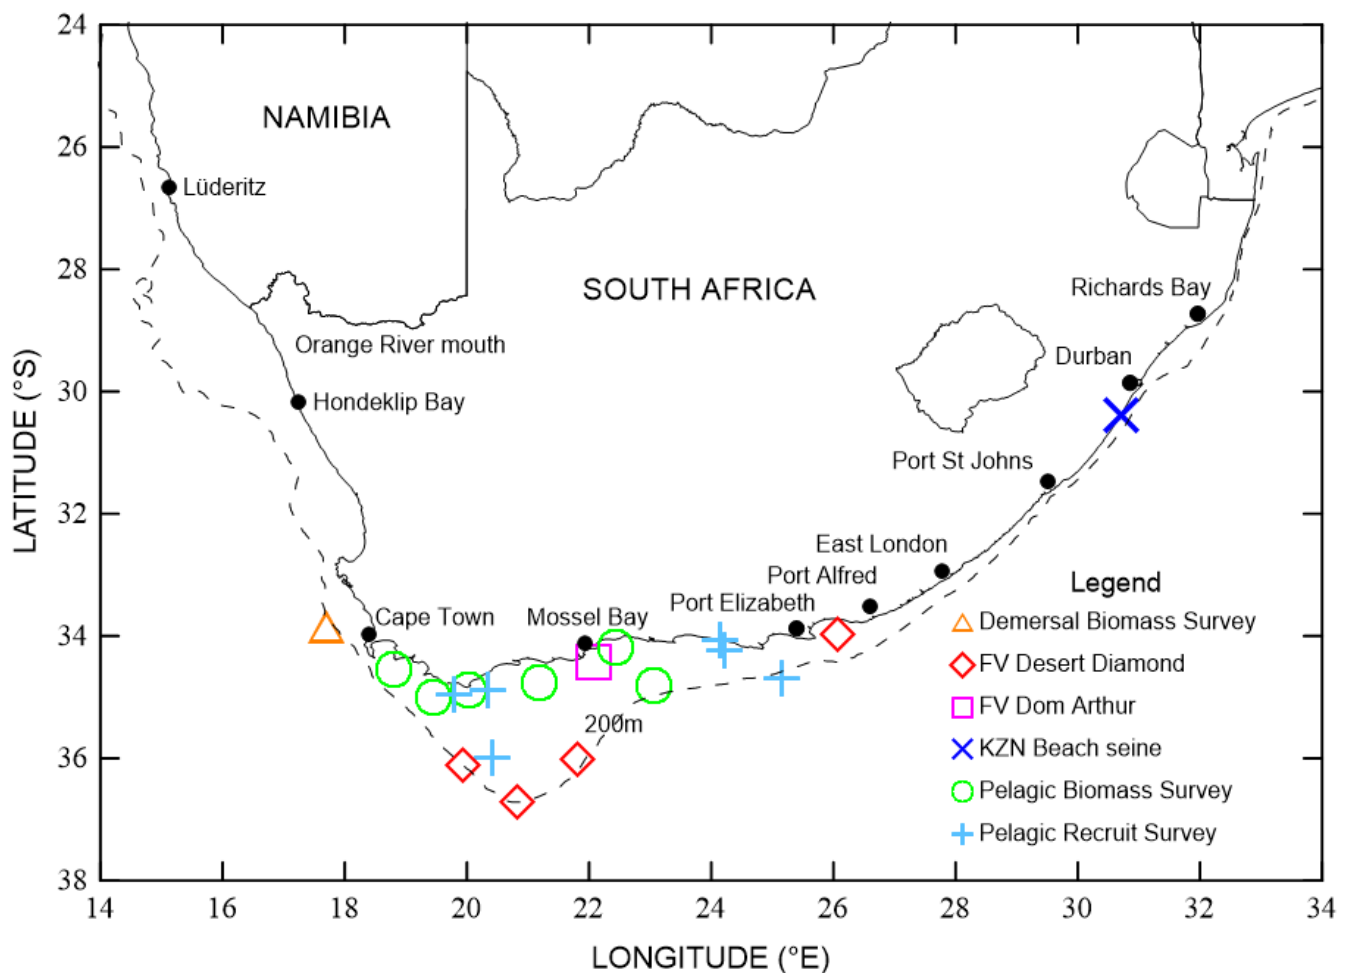 24
26
28
30
32
34
36
38
LATITUDE (°S)
NAMIBIA
Lüderitz
SOUTH AFRICA
Richards Bay
Orange River mouth
Durban
Hondeklip Bay
Port St Johns
East London
Port Alfred
Port Elizabeth
Mossel Bay
Cape Town
200m
Legend
Demersal Biomass Survey
FV Desert Diamond
FV Dom Arthur
KZN Beach seine
Pelagic Biomass Survey
Pelagic Recruit Survey
14 16 18 20 22 24 26 28 30 32 34
LONGITUDE (°E)